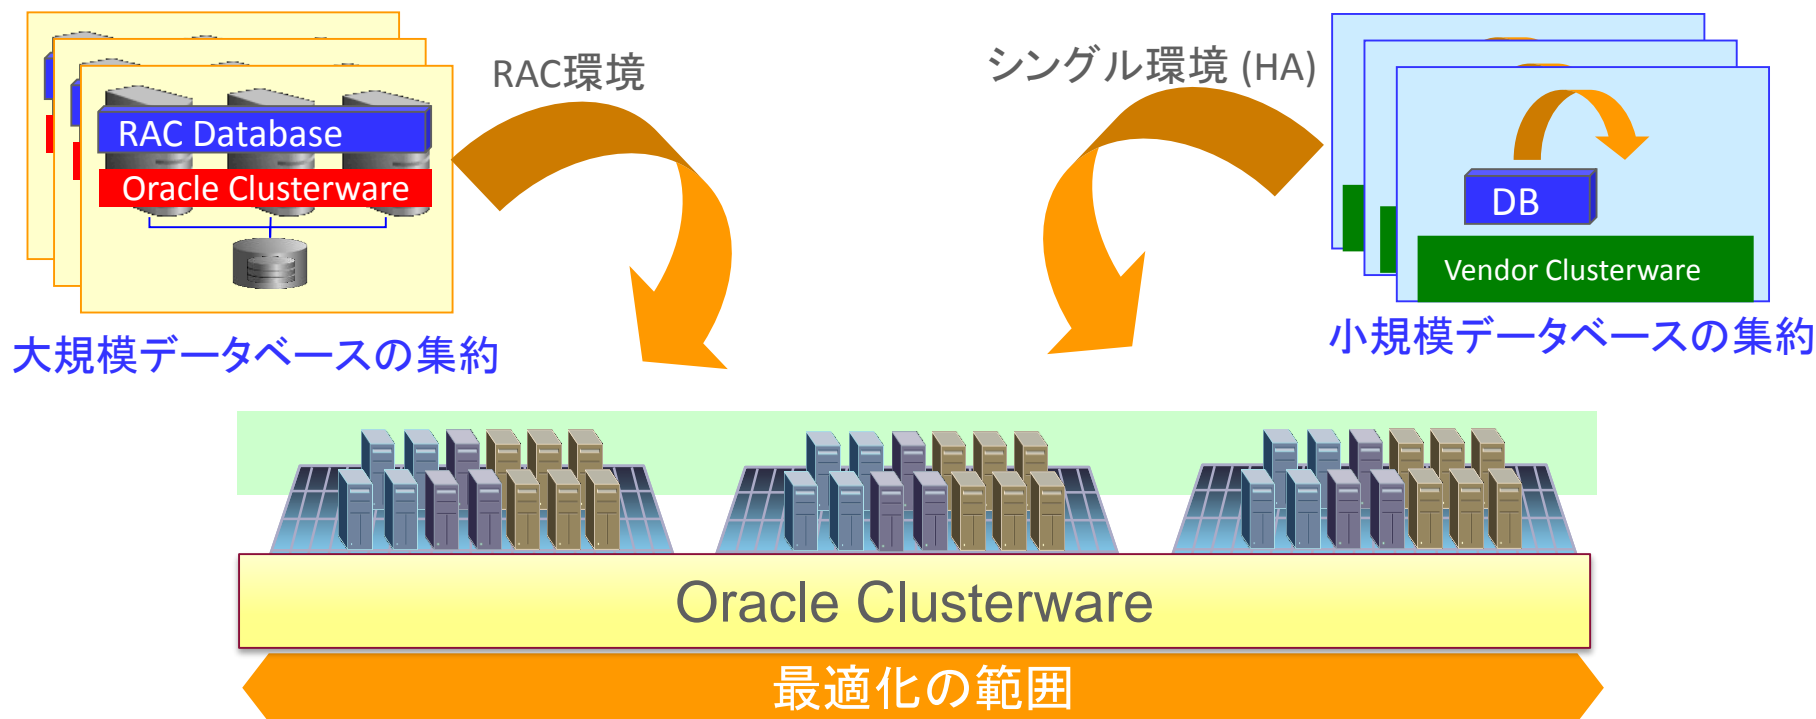 RAC環境
シングル環境 (HA)
RAC Database
Oracle Clusterware
DB
Vendor Clusterware
大規模データベースの集約
小規模データベースの集約
Oracle Clusterware
最適化の範囲